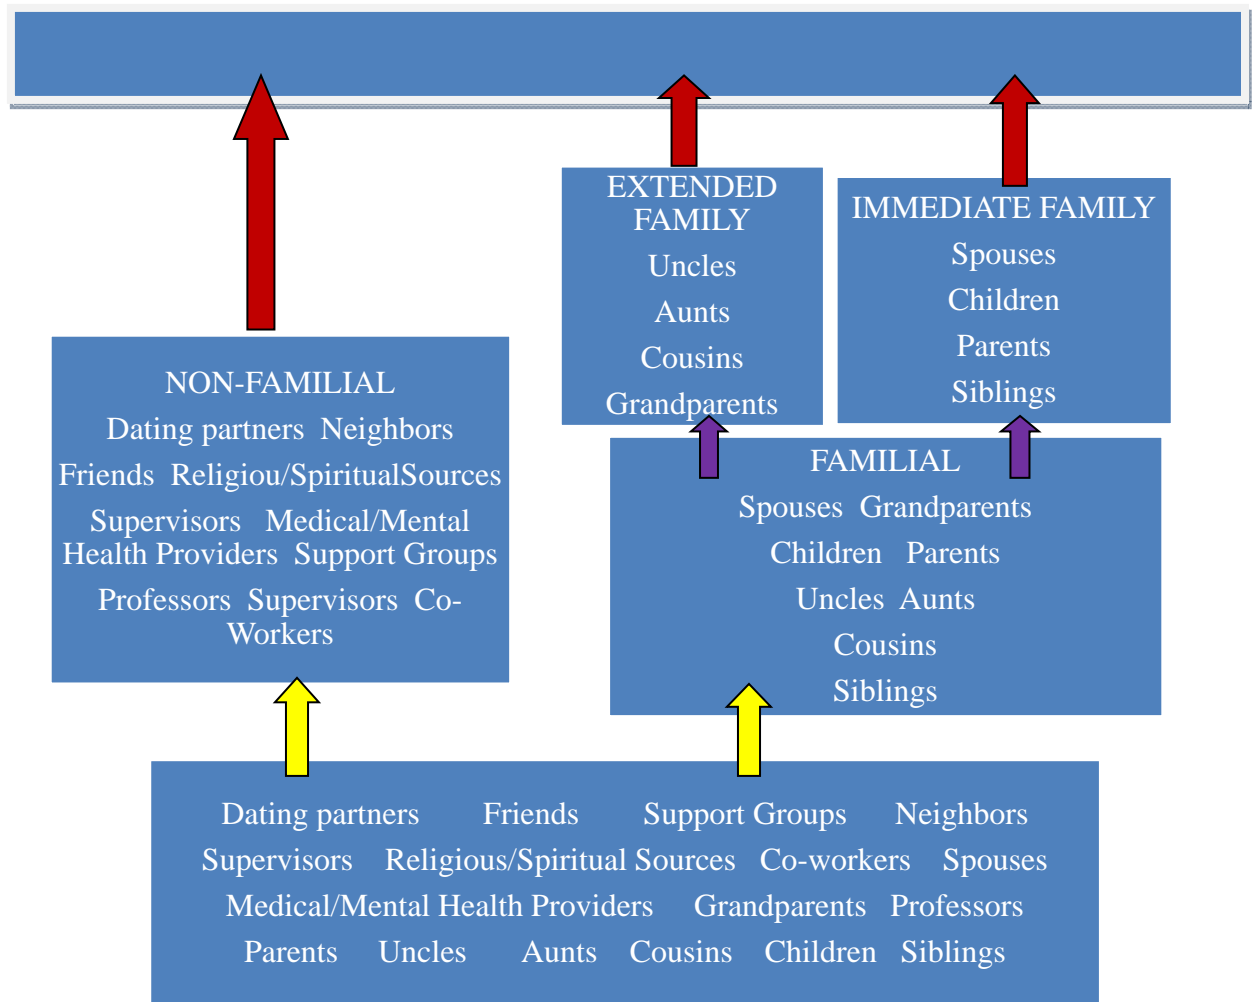 EXTENDED
FAMILY
Uncles
Aunts
Cousins
Grandparents
IMMEDIATE FAMILY
Spouses
Children
Parents
Siblings
NON-FAMILIAL
Dating partners Neighbors
Friends Religiou/SpiritualSources
Supervisors Medical/Mental
Health Providers Support Groups
Professors Supervisors Co-
Workers
FAMILIAL
Spouses Grandparents
Children Parents
Uncles Aunts
Cousins
Siblings
Dating partners Friends Support Groups Neighbors
Supervisors Religious/Spiritual Sources Co-workers Spouses
Medical/Mental Health Providers Grandparents Professors
Parents Uncles Aunts Cousins Children Siblings